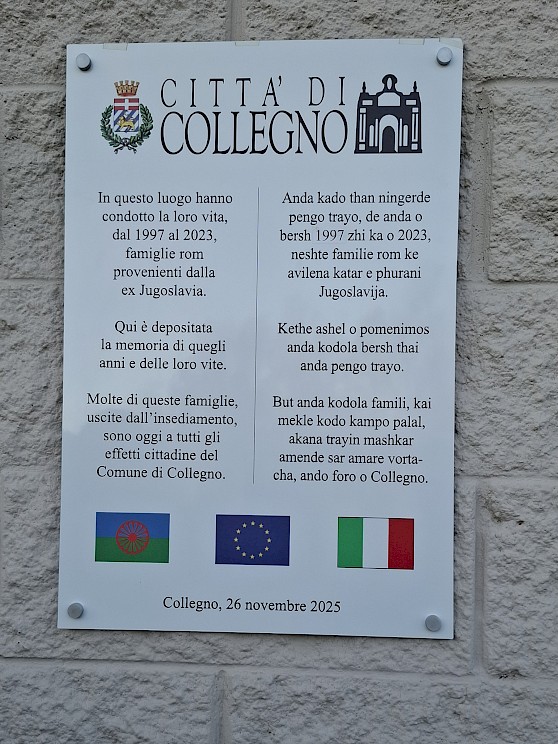 CITTA' DI
COLLEGNO
In questo luogo hanno
condotto la loro vita,
dal 1997 al 2023,
famiglie rom
provenienti dalla
ex Jugoslavia.
Qui è depositata
la memoria di quegli
anni e delle loro vite.
Molte di queste famiglie,
uscite dall'insediamento,
sono oggi a tutti gli
effetti cittadine del
Comune di Collegno.
Anda kado than ningerde
pengo trayo, de anda o
bersh 1997 zhi ka o 2023,
neshte familie rom ke
avilena katar e phurani
Jugoslavija.
Kethe ashel o pomenimos
anda kodola bersh thai
anda pengo trayo.
But anda kodola famili, kai
mekle kodo kampo palal,
akana trayin mashkar
amende sar amare vorta-
cha, ando foro o Collegno.
Collegno, 26 novembre 2025